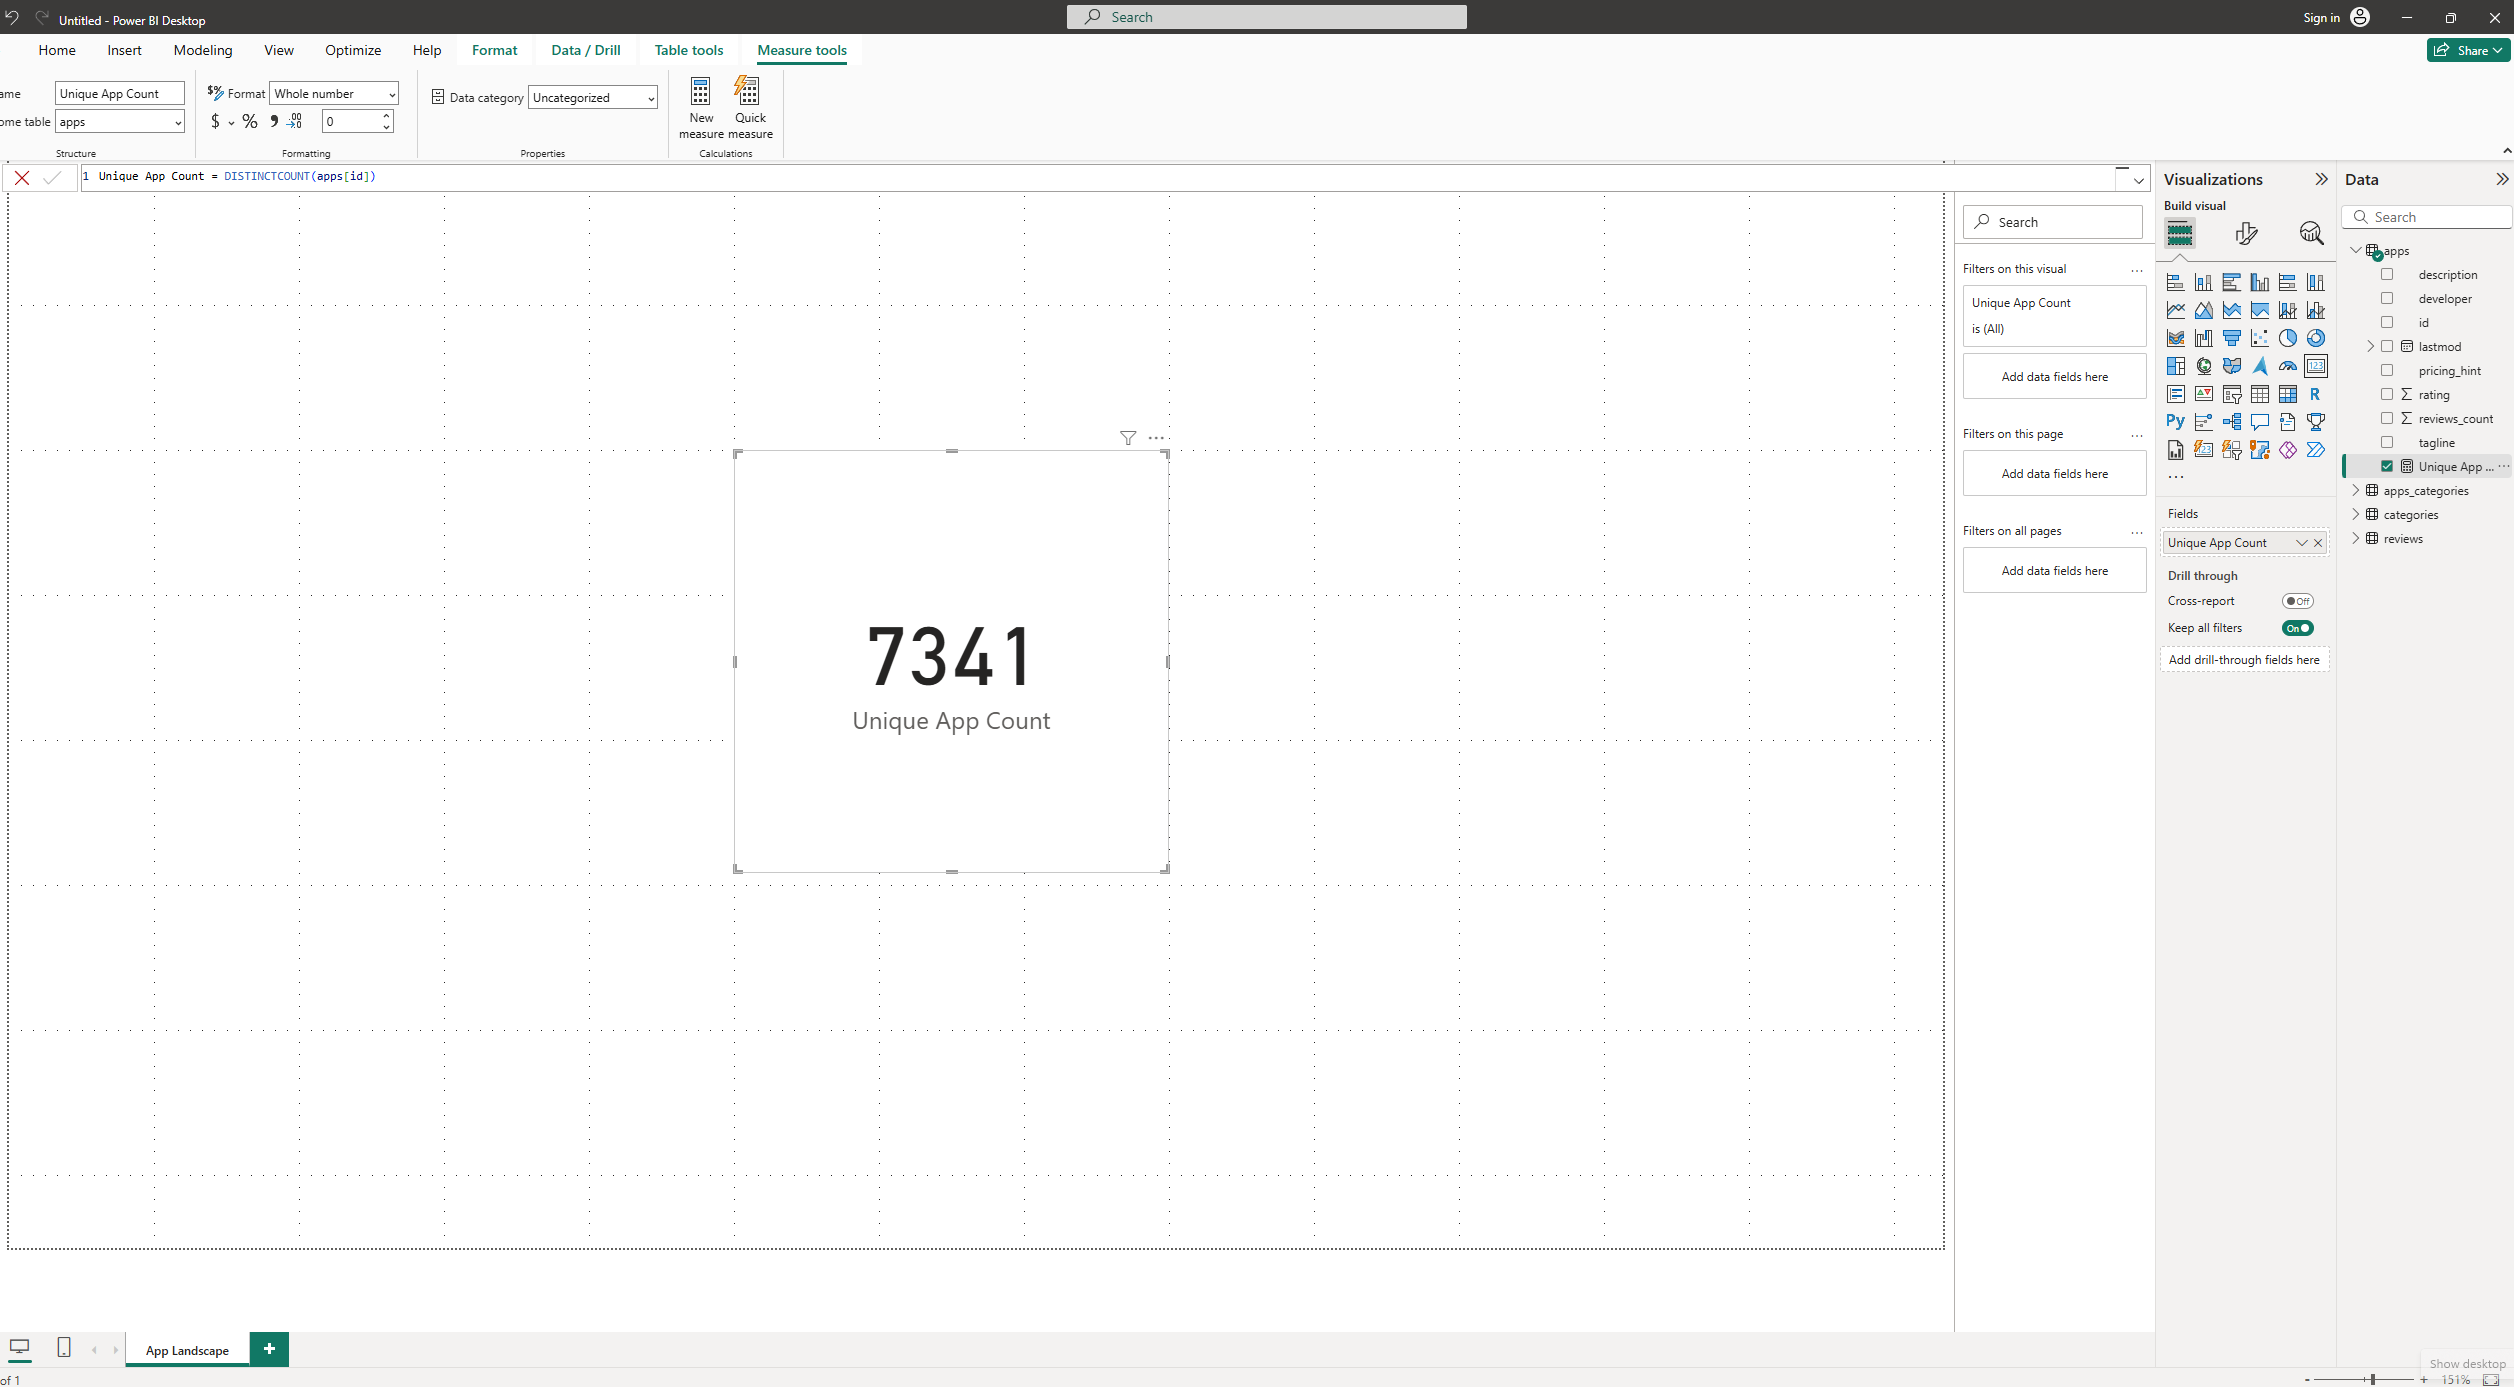 Untitled - Power BI Desktop
Search
Sign in
Home Insert Modeling View Optimize Help Format Data / Drill Table tools Measure tools
Share
ame Unique App Count
ome table apps
Structure
$% Format Whole number
$ % 9 .00 0
Formatting
Data category Uncategorized
Properties
New measure
Quick measure
Calculations
1 Unique App Count = DISTINCTCOUNT(apps[id])
7341
Unique App Count
Search
Filters on this visual ...
Unique App Count
is (All)
Add data fields here
Filters on this page ...
Add data fields here
Filters on all pages ...
Add data fields here
Visualizations
Build visual
123
R
Py
123
...
Fields
Unique App Count
Drill through
Cross-report Off
Keep all filters On
Add drill-through fields here
Data
Search
apps
description
developer
id
lastmod
pricing_hint
∑ rating
∑ reviews_count
tagline
Unique App ... ...
apps_categories
categories
reviews
App Landscape +
of 1
Show desktop
- + 151%